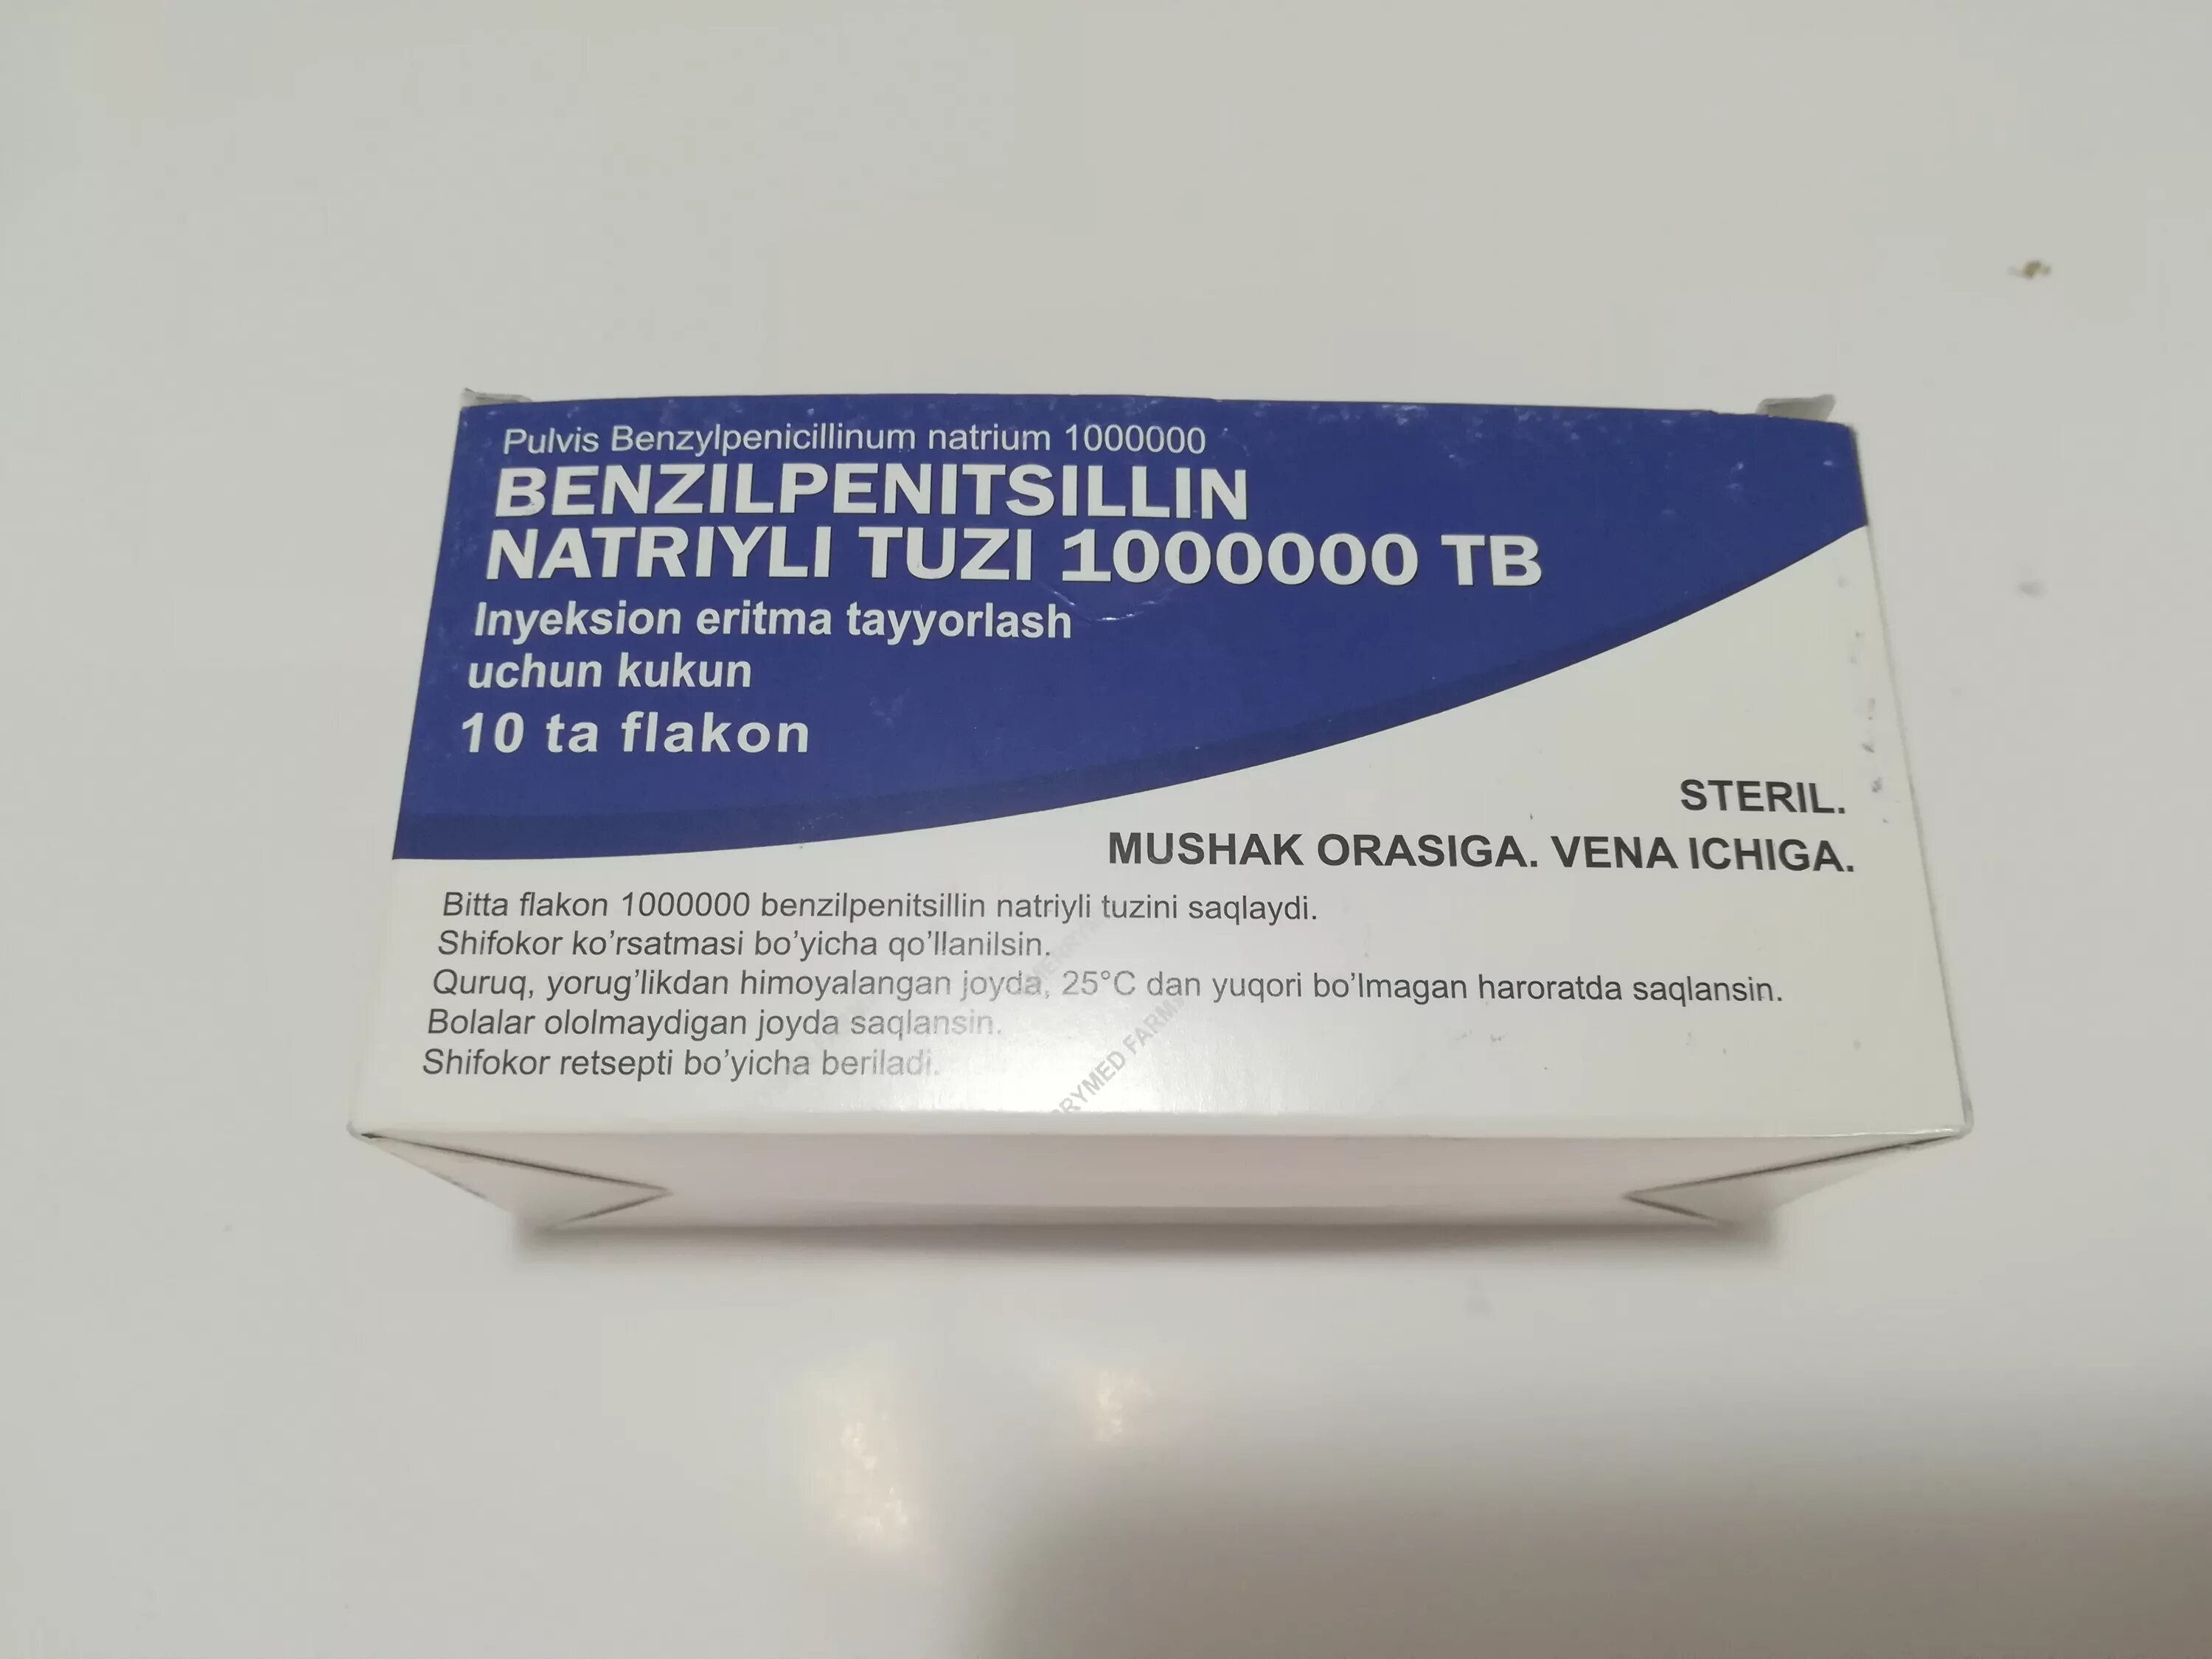 Pulvis Benzylpenicillinum natrium 1000000
BENZILPENITSILLIN
NATRIYLI TUZI 1000000 TB
Inyeksion eritma tayyorlash
uchun kukun
10 ta flakon
STERIL.
MUSHAK ORASIGA. VENA ICHIGA.
Bitta flakon 1000000 benzilpenitsillin natriyli tuzini saqlaydi.
Shifokor ko’rsatmasi bo’yicha qo’llanilsin.
Quruq, yorug’likdan himoyalangan joyda, 25°C dan yuqori bo’lmagan haroratda saqlansin.
Bolalar ololmaydigan joyda saqlansin.
Shifokor retsepti bo’yicha beriladi.